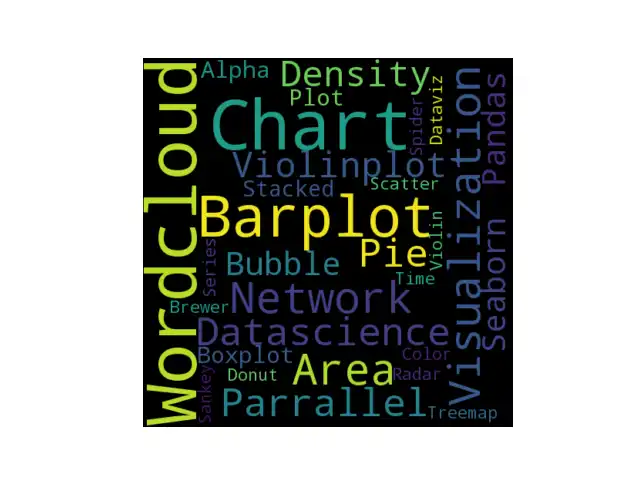 Wordcloud
Alpha
Density
Plot
Chart
Spider
Dataviz
Visualization
Pandas
Violinplot
Stacked
Scatter
Barplot
Pie
Violin
Seaborn
Series
Bubble
Time
Brewer
Network
Datascience
Boxplot
Color
Donut
Area
Radar
Sankey
Parrallel
Treemap